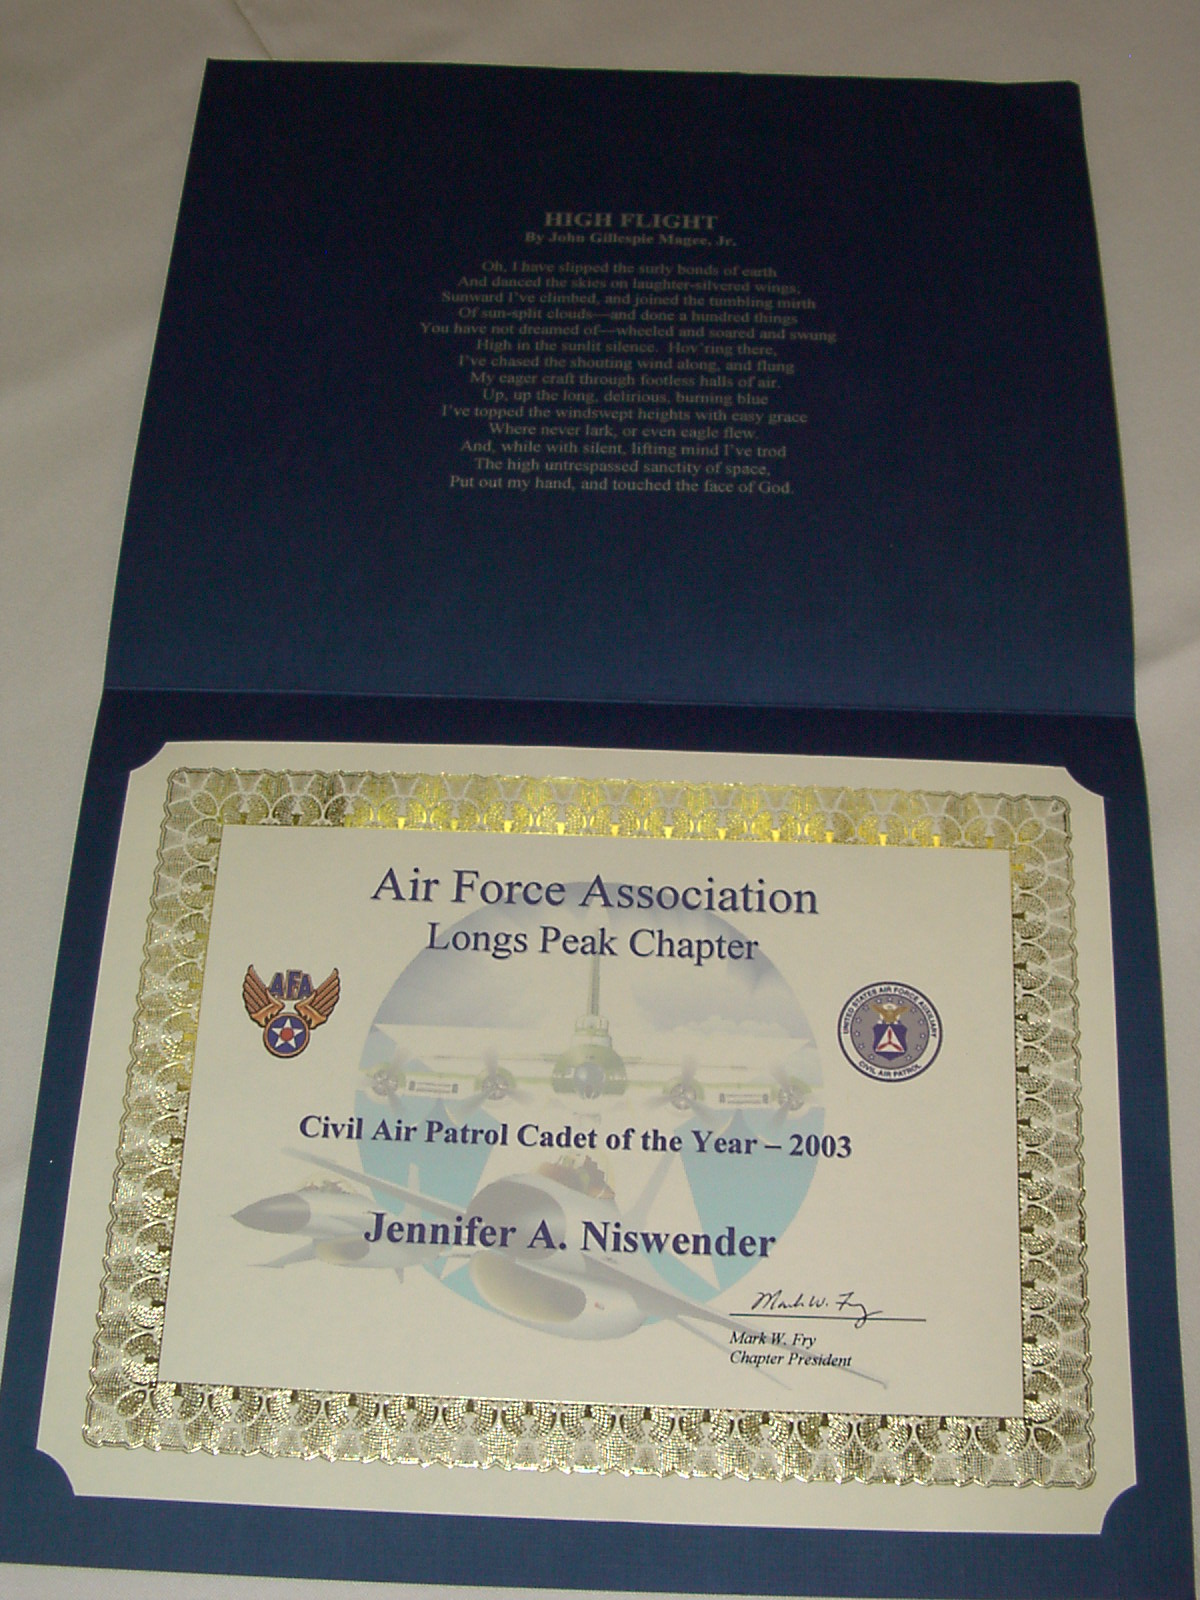 HIGH FLIGHT
By John Gillespie Magee, Jr.
Oh, I have slipped the surly bonds of earth
And danced the skies on laughter-silvered wings,
Sunward I've climbed, and joined the tumbling mirth
Of sun-split clouds—and done a hundred things
You have not dreamed of—wheeled and soared and swung
High in the sunlit silence. Hov'ring there,
I've chased the shouting wind along, and flung
My eager craft through footless halls of air.
Up, up the long, delirious, burning blue
I've topped the windswept heights with easy grace
Where never lark, or even eagle flew.
And, while with silent, lifting mind I've trod
The high untrespassed sanctity of space,
Put out my hand, and touched the face of God.
Air Force Association
Longs Peak Chapter
AFA
UNITED STATES AIR FORCE AUXILIARY
CIVIL AIR PATROL
Civil Air Patrol Cadet of the Year – 2003
Jennifer A. Niswender
Mark W. Fry
Mark W. Fry
Chapter President